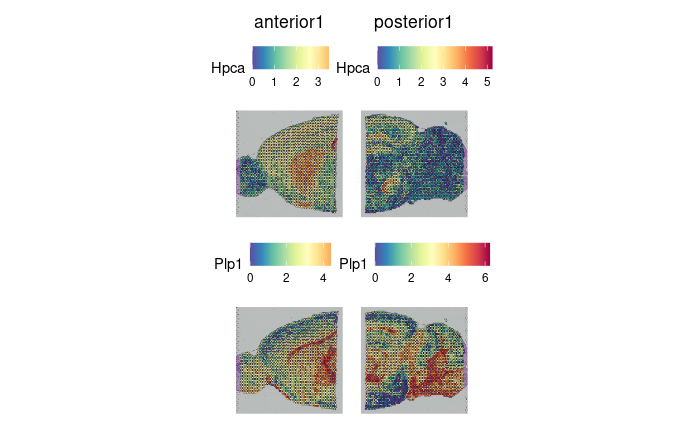 anterior1 posterior1
Hpca Hpca
0 1 2 3 0 1 2 3 4 5
Plp1 Plp1
0 2 4 0 2 4 6